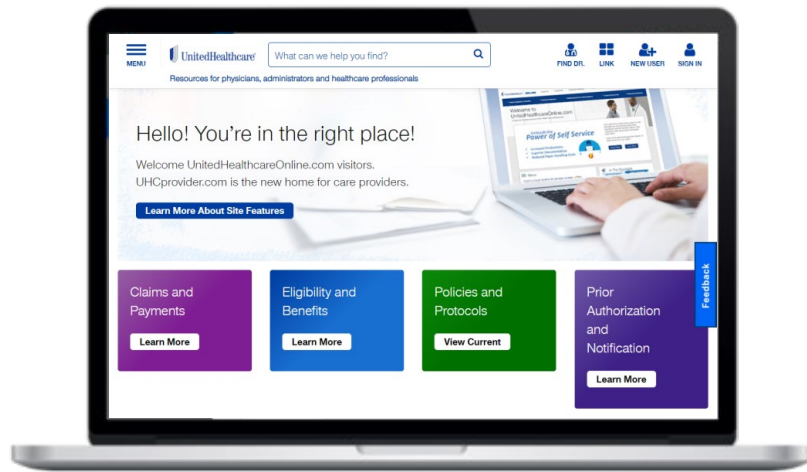 MENU
UnitedHealthcare
What can we help you find?
FIND DR.
LINK
NEW USER
SIGN IN
Resources for physicians, administrators and healthcare professionals
Hello! You're in the right place!
Welcome UnitedHealthcareOnline.com visitors.
UHCprovider.com is the new home for care providers.
Learn More About Site Features
Welcome to
UnitedHealthcareOnline.com
Power of Self Service
Feedback
Claims and
Payments
Learn More
Eligibility and
Benefits
Learn More
Policies and
Protocols
View Current
Prior
Authorization
and
Notification
Learn More